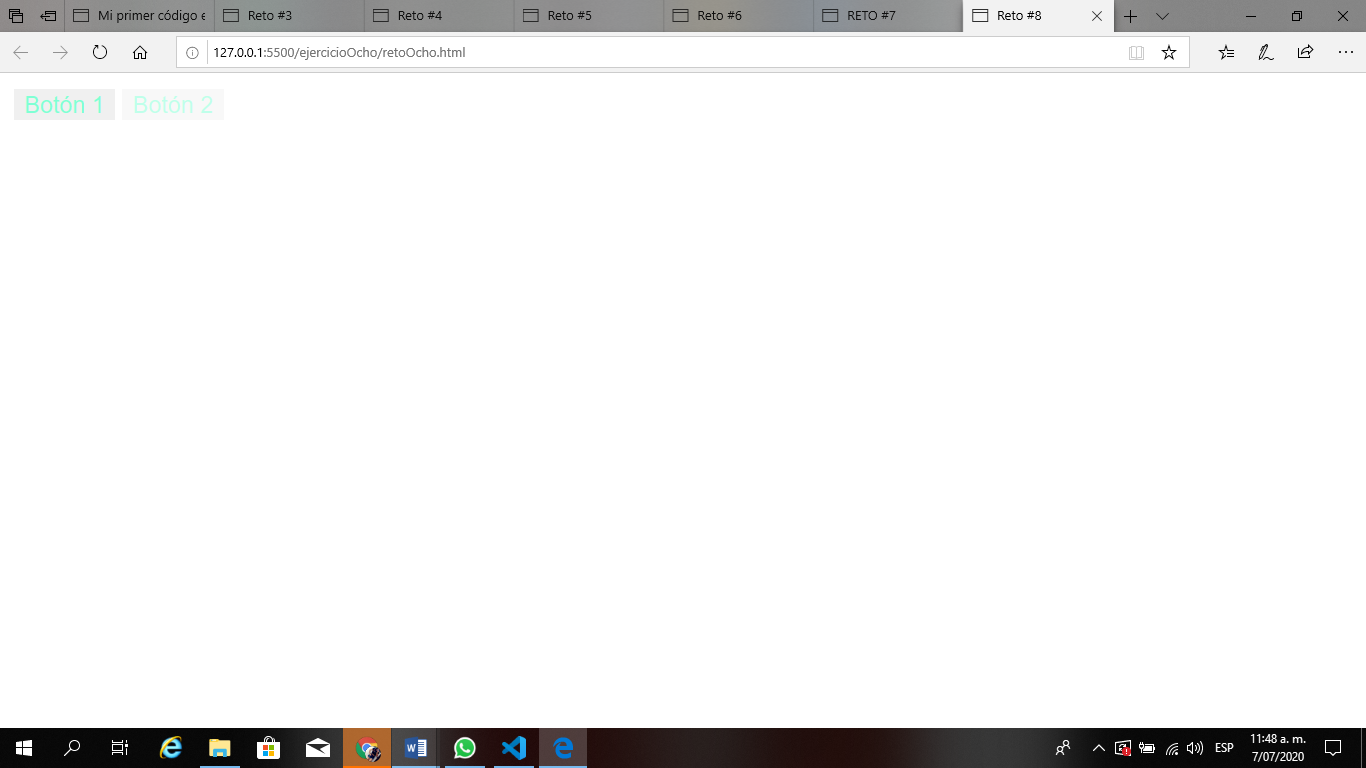 Mi primer código e
Reto #3
Reto #4
Reto #5
Reto #6
RETO #7
Reto #8
127.0.0.1:5500/ejercicioOcho/retoOcho.html
Botón 1 Botón 2
ESP
11:48 a. m.
7/07/2020